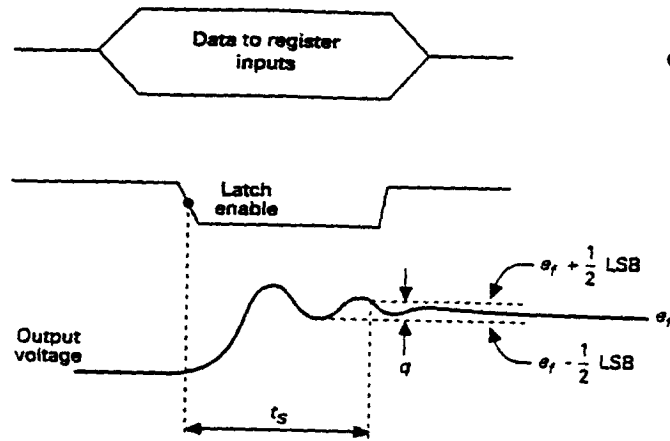 Data to register
inputs
Latch
enable
e_f + 1/2 LSB
e_f
Output
voltage
q
e_f - 1/2 LSB
t_S